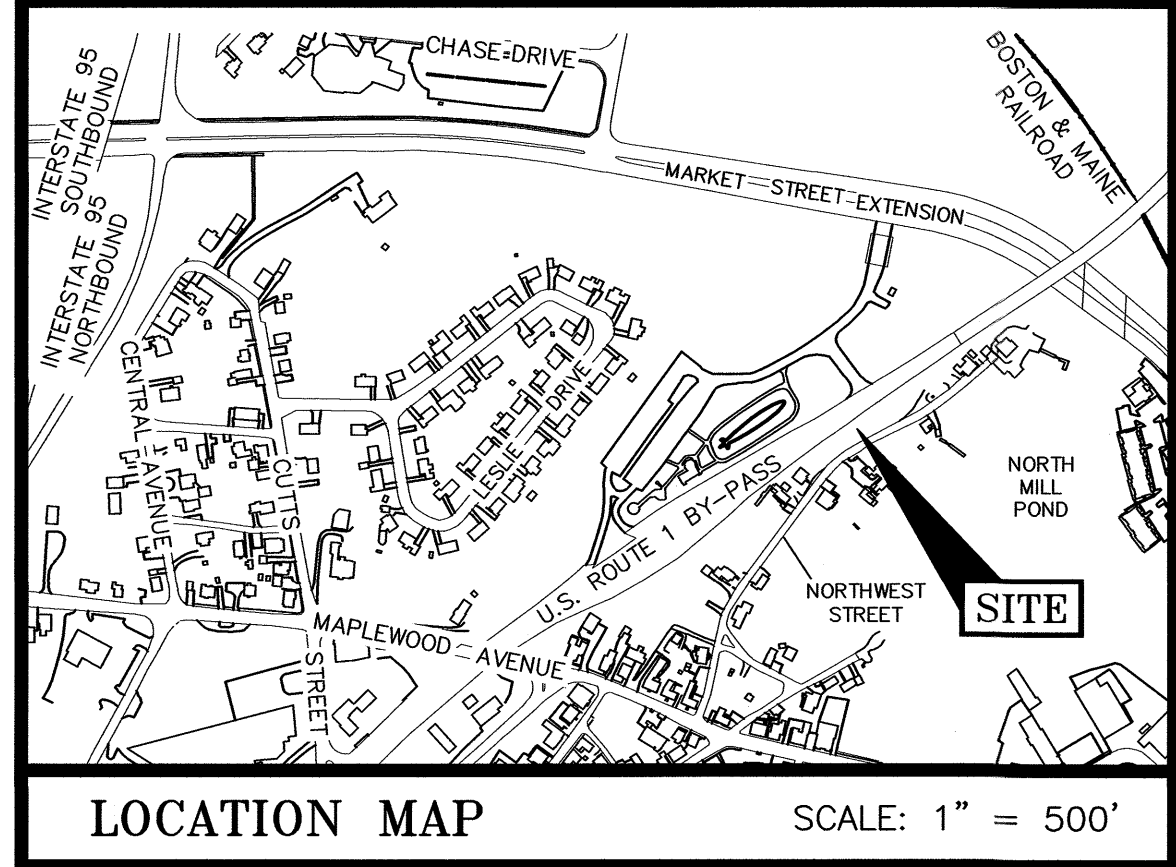 CHASE DRIVE
INTERSTATE 95
SOUTHBOUND
INTERSTATE 95
NORTHBOUND
BOSTON & MAINE
RAILROAD
MARKET STREET EXTENSION
CENTRAL AVENUE
CUTTS STREET
LESLIE DRIVE
U.S. ROUTE 1 BY-PASS
NORTH
MILL
POND
NORTHWEST
STREET
SITE
MAPLEWOOD AVENUE
LOCATION MAP
SCALE: 1" = 500'